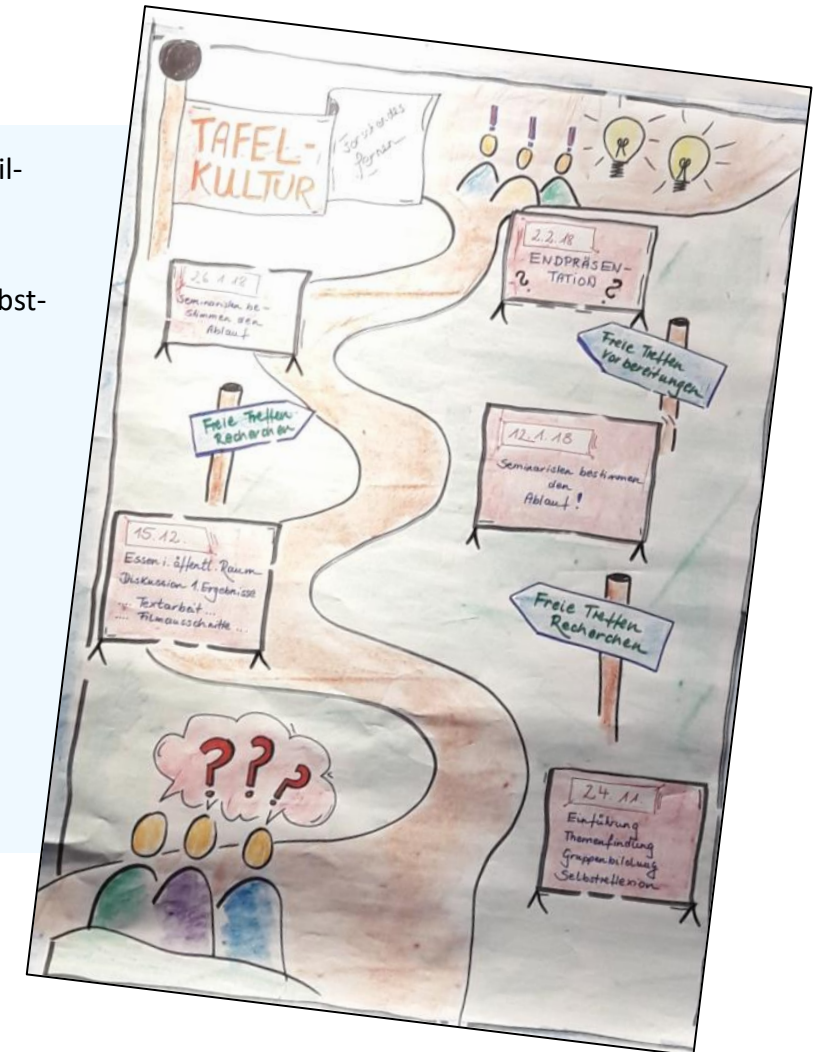 il-
bst-
TAFEL-
KULTUR
forschendes
lernen
2.2.18
ENDPRÄSEN-
TATION
? ?
26.1.18
Seminaristen be-
stimmen den
Ablauf
Freie Treffen
Vorbereitungen
Freie Treffen
Recherchen
12.1.18
Seminaristen bestimmen
den
Ablauf!
15.12.
Essen i. öffentl. Raum
Diskussion 1. Ergebnisse
... Textarbeit ...
.... Filmausschnitte ...
Freie Treffen
Recherchen
???
24.11.
Einführung
Themenfindung
Gruppenbildung
Selbstreflexion